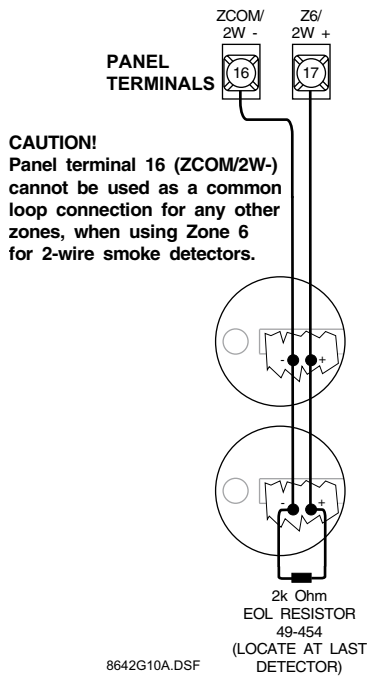 ZCOM/
2W -
Z6/
2W +
PANEL
TERMINALS
16
17
CAUTION!
Panel terminal 16 (ZCOM/2W-)
cannot be used as a common
loop connection for any other
zones, when using Zone 6
for 2-wire smoke detectors.
- +
- +
2k Ohm
EOL RESISTOR
49-454
(LOCATE AT LAST
DETECTOR)
8642G10A.DSF